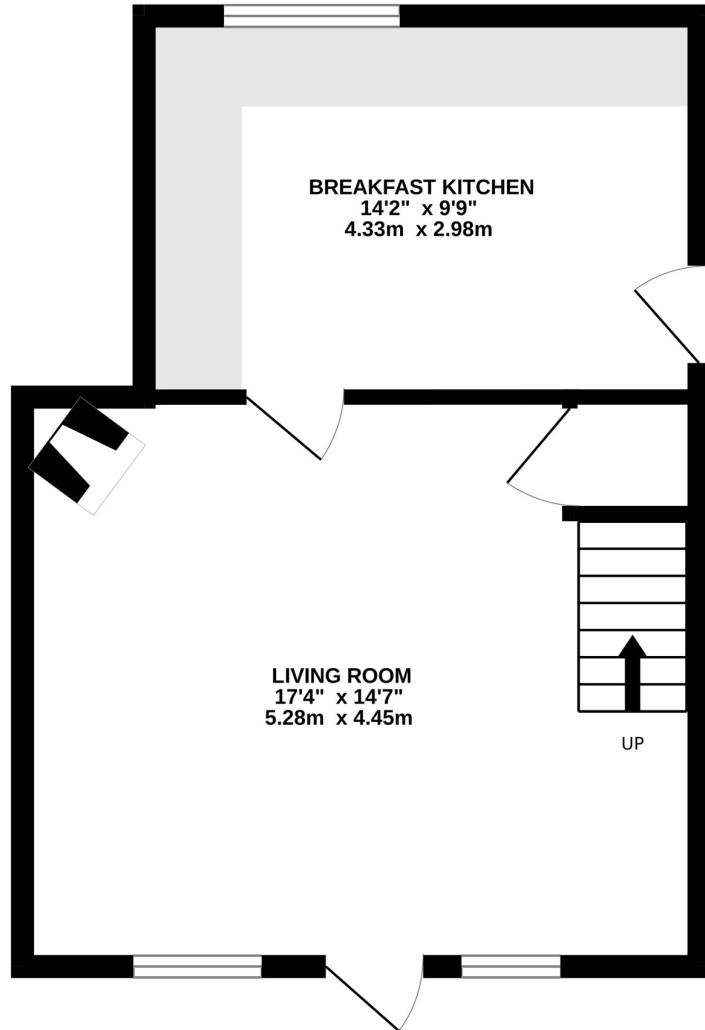 BREAKFAST KITCHEN
14'2" x 9'9"
4.33m x 2.98m
LIVING ROOM
17'4" x 14'7"
5.28m x 4.45m
UP